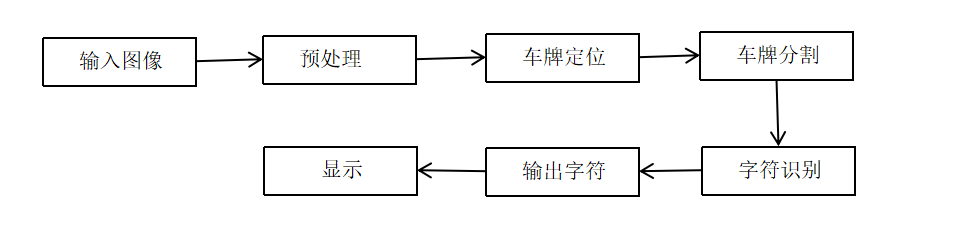 输入图像
预处理
车牌定位
车牌分割
字符识别
输出字符
显示